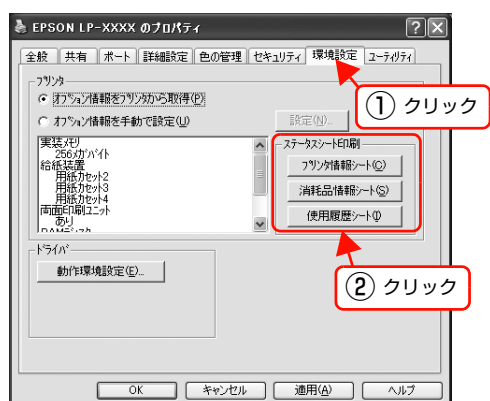 EPSON LP-XXXX のプロパティ
全般 共有 ポート 詳細設定 色の管理 セキュリティ 環境設定 ユーティリティ
プリンタ
オプション情報をプリンタから取得(P)
オプション情報を手動で設定(U)
設定(N)...
① クリック
実装メモリ
256メガバイト
給紙装置
用紙カセット2
用紙カセット3
用紙カセット4
両面印刷ユニット
あり
RAMディスク
ステータスシート印刷
プリンタ情報シート(C)
消耗品情報シート(S)
使用履歴シート(I)
② クリック
ドライバ
動作環境設定(E)...
OK キャンセル 適用(A) ヘルプ